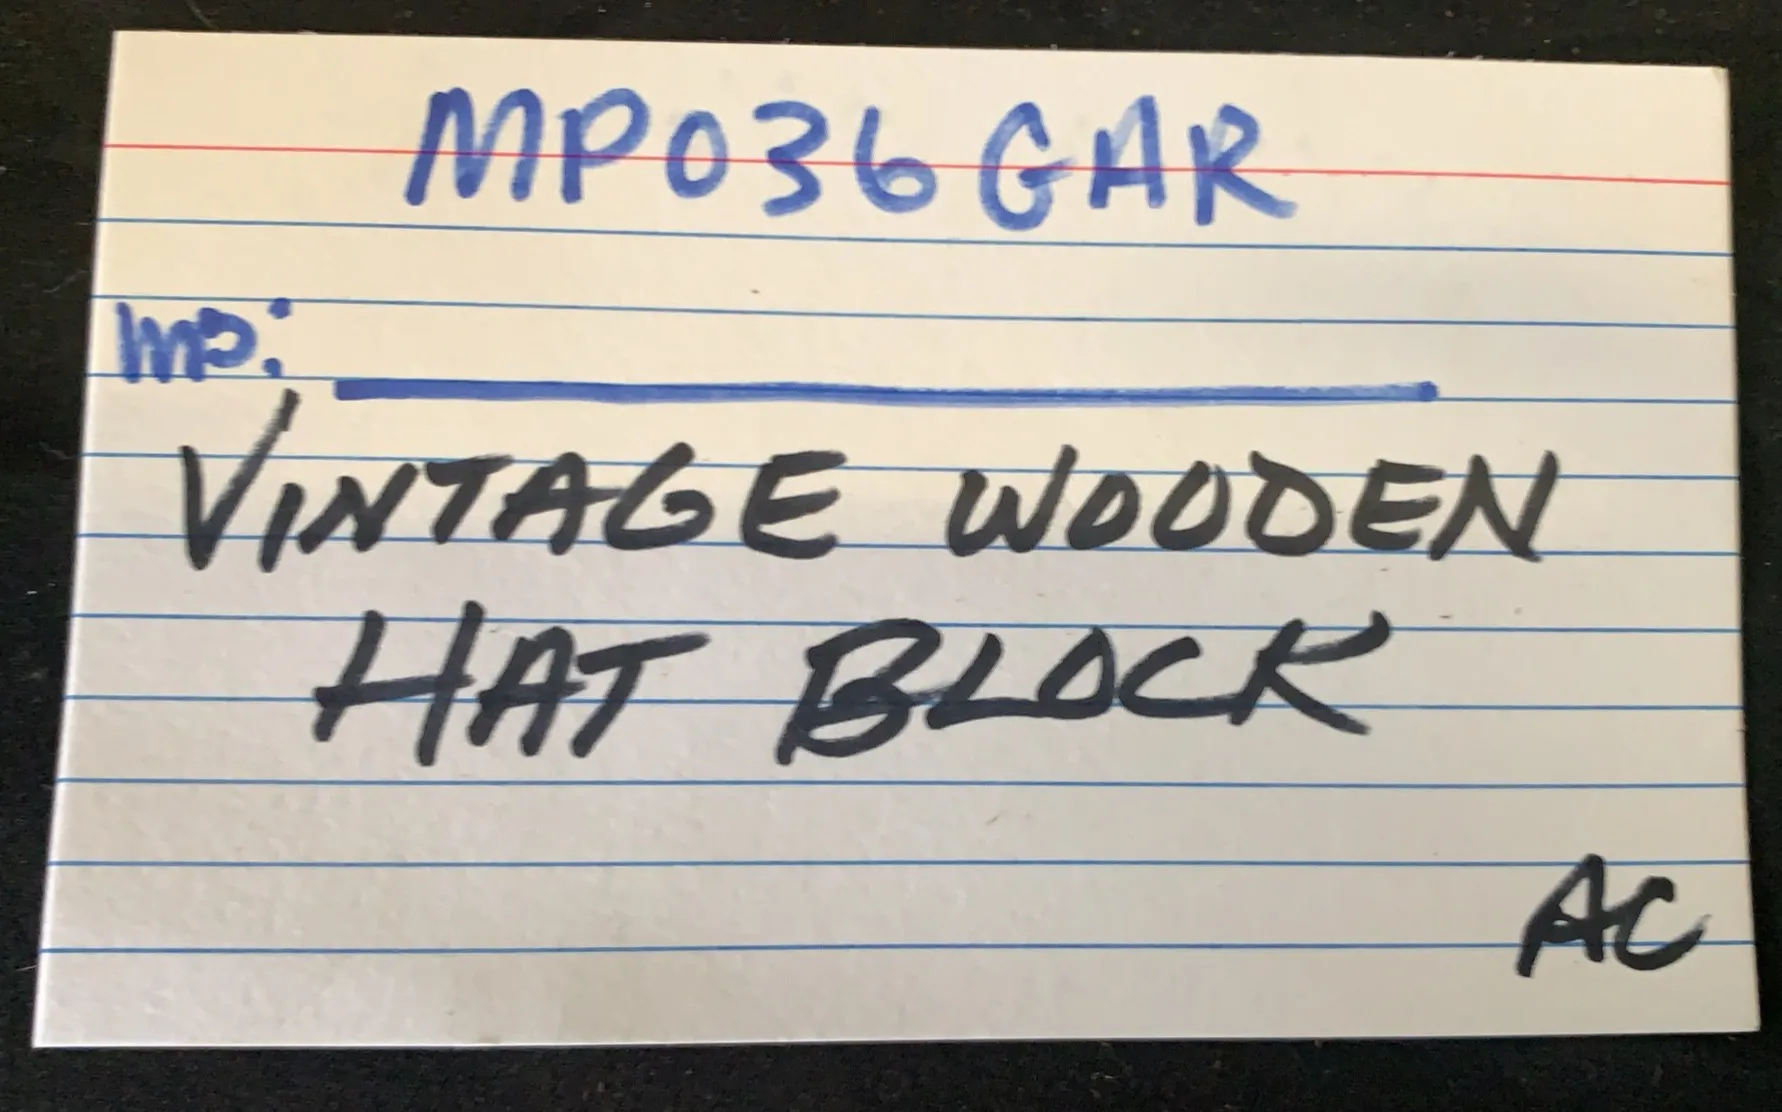 MP036GAR
MP:
VINTAGE WOODEN
HAT BLOCK
AC